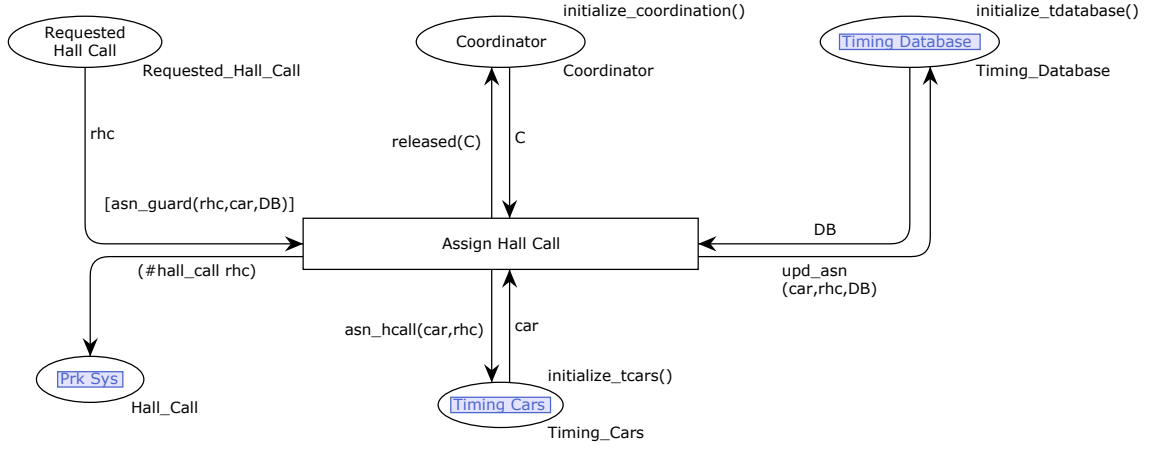 initialize_coordination()
initialize_tdatabase()
Requested
Hall Call
Coordinator
Timing Database
Requested_Hall_Call
Coordinator
Timing_Database
rhc
released(C)
C
[asn_guard(rhc,car,DB)]
DB
Assign Hall Call
(#hall_call rhc)
upd_asn
(car,rhc,DB)
asn_hcall(car,rhc)
car
Prk Sys
initialize_tcars()
Hall_Call
Timing Cars
Timing_Cars